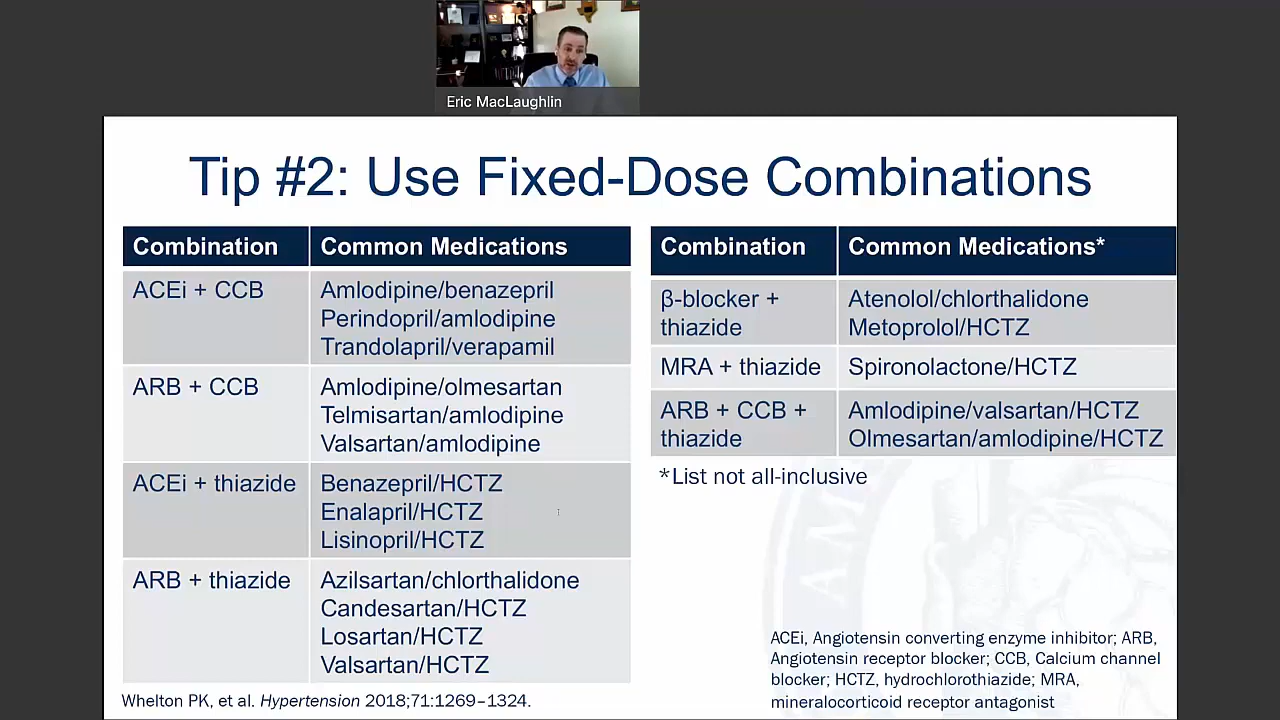 Eric MacLaughlin
Tip #2: Use Fixed-Dose Combinations
Combination Common Medications
ACEi + CCB Amlodipine/benazepril
Perindopril/amlodipine
Trandolapril/verapamil
ARB + CCB Amlodipine/olmesartan
Telmisartan/amlodipine
Valsartan/amlodipine
ACEi + thiazide Benazepril/HCTZ
Enalapril/HCTZ
Lisinopril/HCTZ
ARB + thiazide Azilsartan/chlorthalidone
Candesartan/HCTZ
Losartan/HCTZ
Valsartan/HCTZ
Whelton PK, et al. Hypertension 2018;71:1269–1324.
Combination Common Medications*
β-blocker + Atenolol/chlorthalidone
thiazide Metoprolol/HCTZ
MRA + thiazide Spironolactone/HCTZ
ARB + CCB + Amlodipine/valsartan/HCTZ
thiazide Olmesartan/amlodipine/HCTZ
*List not all-inclusive
ACEi, Angiotensin converting enzyme inhibitor; ARB,
Angiotensin receptor blocker; CCB, Calcium channel
blocker; HCTZ, hydrochlorothiazide; MRA,
mineralocorticoid receptor antagonist